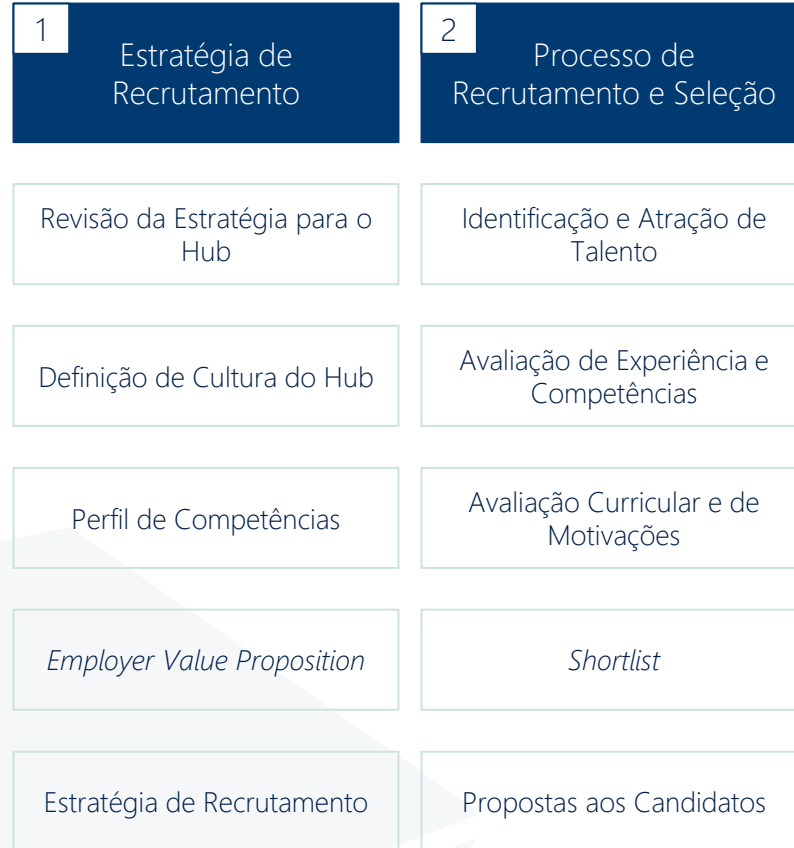 1
Estratégia de
Recrutamento
Revisão da Estratégia para o
Hub
Definição de Cultura do Hub
Perfil de Competências
Employer Value Proposition
Estratégia de Recrutamento
2
Processo de
Recrutamento e Seleção
Identificação e Atração de
Talento
Avaliação de Experiência e
Competências
Avaliação Curricular e de
Motivações
Shortlist
Propostas aos Candidatos